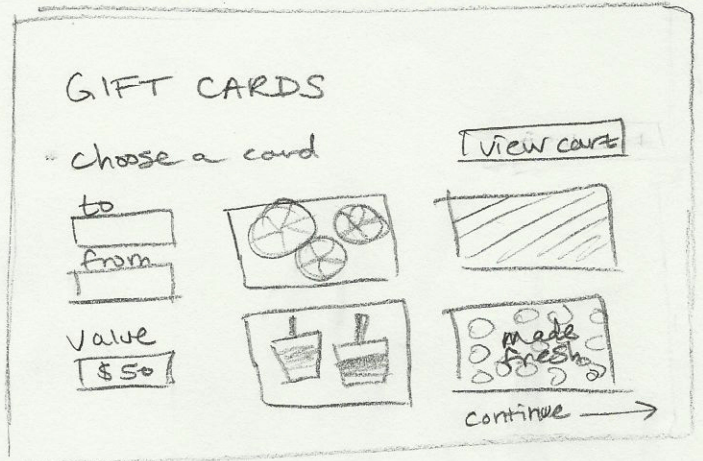 GIFT CARDS
choose a card
view cart
to
from
value
$50
made
fresh
continue